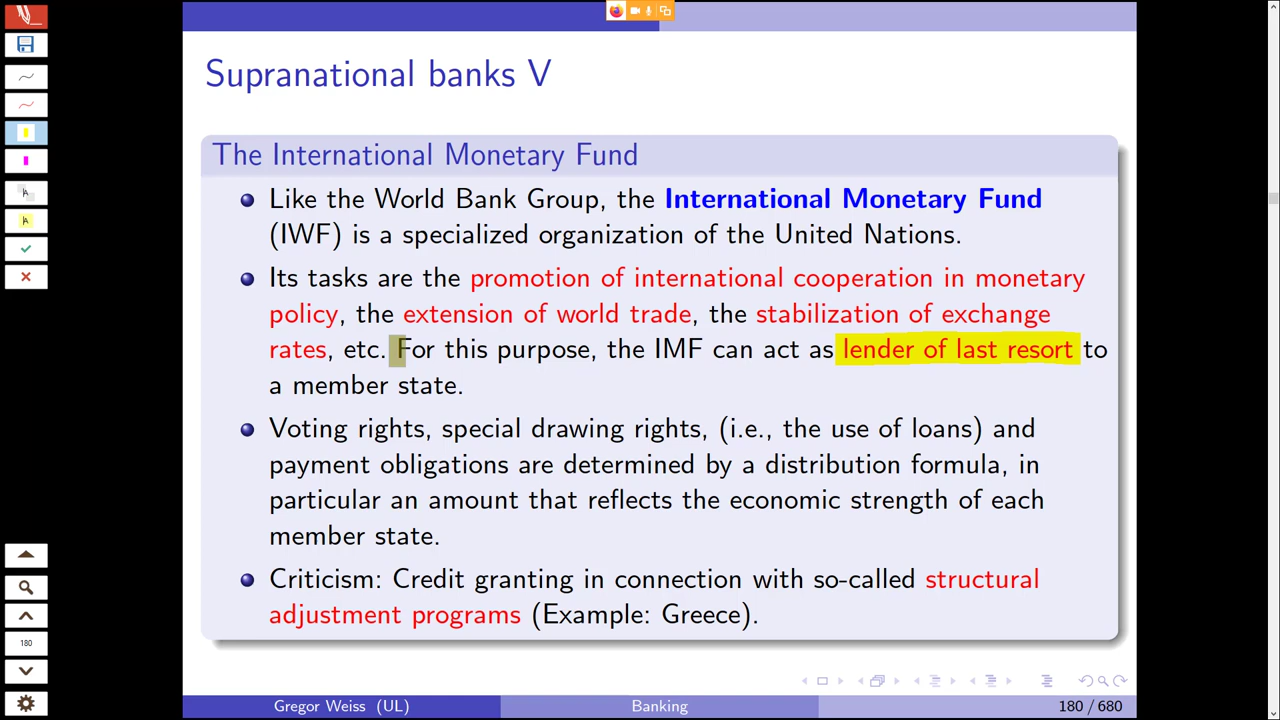 Supranational banks V
The International Monetary Fund
Like the World Bank Group, the International Monetary Fund
(IWF) is a specialized organization of the United Nations.
Its tasks are the promotion of international cooperation in monetary
policy, the extension of world trade, the stabilization of exchange
rates, etc. For this purpose, the IMF can act as lender of last resort to
a member state.
Voting rights, special drawing rights, (i.e., the use of loans) and
payment obligations are determined by a distribution formula, in
particular an amount that reflects the economic strength of each
member state.
Criticism: Credit granting in connection with so-called structural
adjustment programs (Example: Greece).
180
Gregor Weiss (UL) Banking 180 / 680